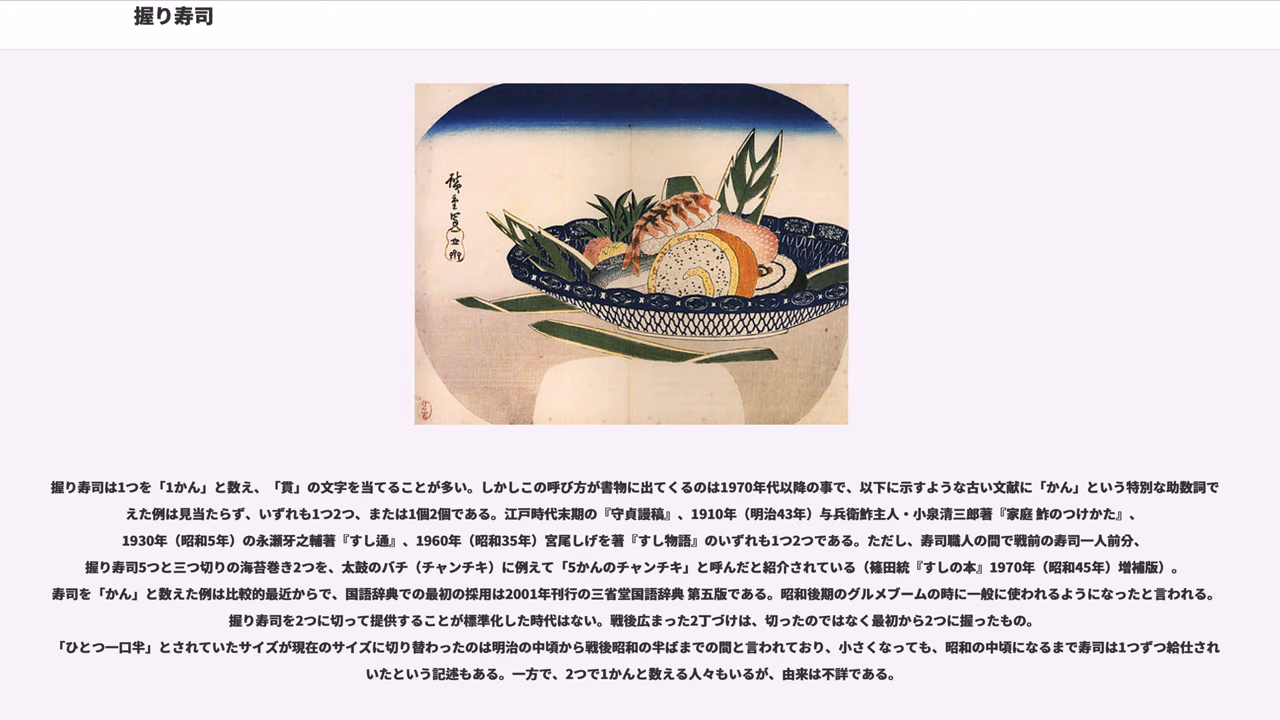 握り寿司
握り寿司は1つを「1かん」と数え、「貫」の文字を当てることが多い。しかしこの呼び方が書物に出てくるのは1970年代以降の事で、以下に示すような古い文献に「かん」という特別な助数詞で
えた例は見当たらず、いずれも1つ2つ、または1個2個である。江戸時代末期の『守貞謾稿』、1910年（明治43年）与兵衛鮓主人・小泉清三郎著『家庭 鮓のつけかた』、
1930年（昭和5年）の永瀬牙之輔著『すし通』、1960年（昭和35年）宮尾しげを著『すし物語』のいずれも1つ2つである。ただし、寿司職人の間で戦前の寿司一人前分、
握り寿司5つと三つ切りの海苔巻き2つを、太鼓のバチ（チャンチキ）に例えて「5かんのチャンチキ」と呼んだと紹介されている（篠田統『すしの本』1970年（昭和45年）増補版）。
寿司を「かん」と数えた例は比較的最近からで、国語辞典での最初の採用は2001年刊行の三省堂国語辞典 第五版である。昭和後期のグルメブームの時に一般に使われるようになったと言われる。
握り寿司を2つに切って提供することが標準化した時代はない。戦後広まった2丁づけは、切ったのではなく最初から2つに握ったもの。
「ひとつ一口半」とされていたサイズが現在のサイズに切り替わったのは明治の中頃から戦後昭和の半ばまでの間と言われており、小さくなっても、昭和の中頃になるまで寿司は1つずつ給仕され
いたという記述もある。一方で、2つで1かんと数える人々もいるが、由来は不詳である。